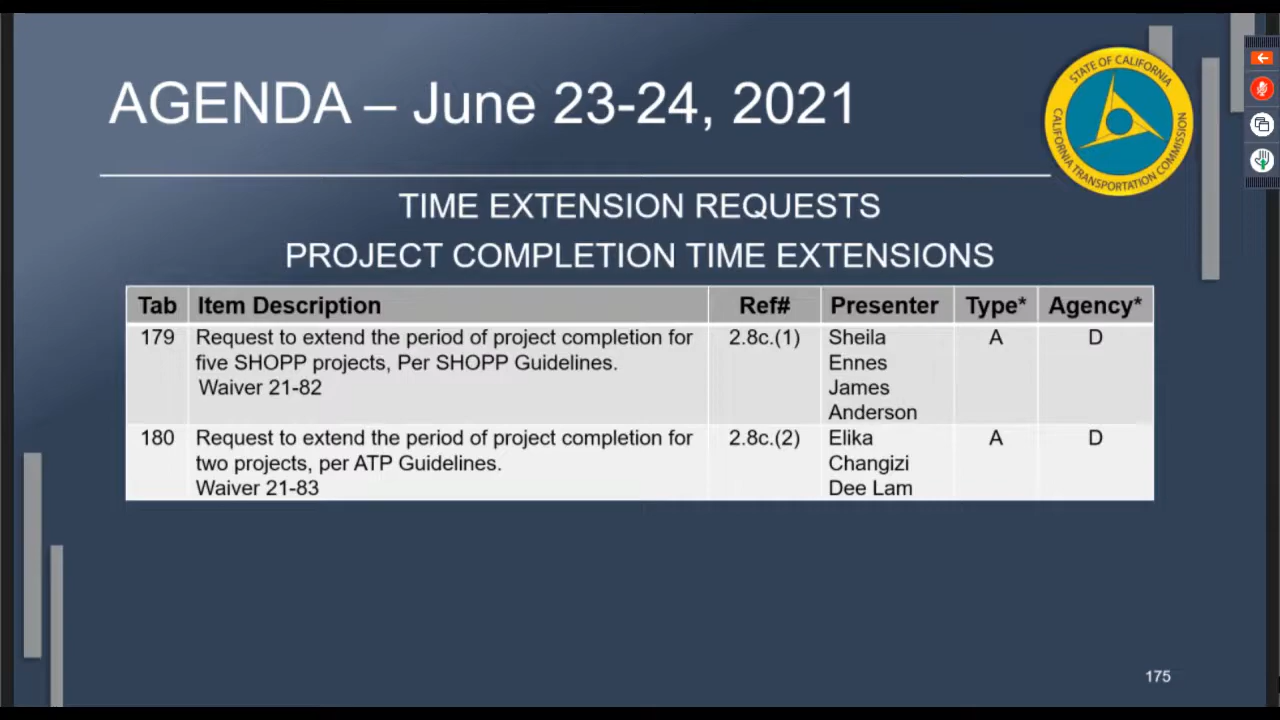 AGENDA – June 23-24, 2021
STATE OF CALIFORNIA
CALIFORNIA TRANSPORTATION COMMISSION
TIME EXTENSION REQUESTS
PROJECT COMPLETION TIME EXTENSIONS
Tab Item Description Ref# Presenter Type* Agency*
179 Request to extend the period of project completion for 2.8c.(1) Sheila A D
five SHOPP projects, Per SHOPP Guidelines. Ennes
Waiver 21-82 James
Anderson
180 Request to extend the period of project completion for 2.8c.(2) Elika A D
two projects, per ATP Guidelines. Changizi
Waiver 21-83 Dee Lam
175